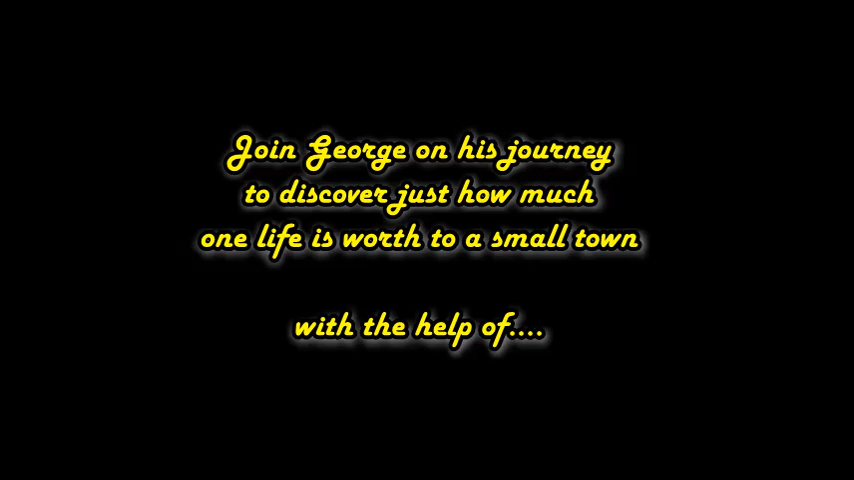 Join George on his journey
to discover just how much
one life is worth to a small town
with the help of....